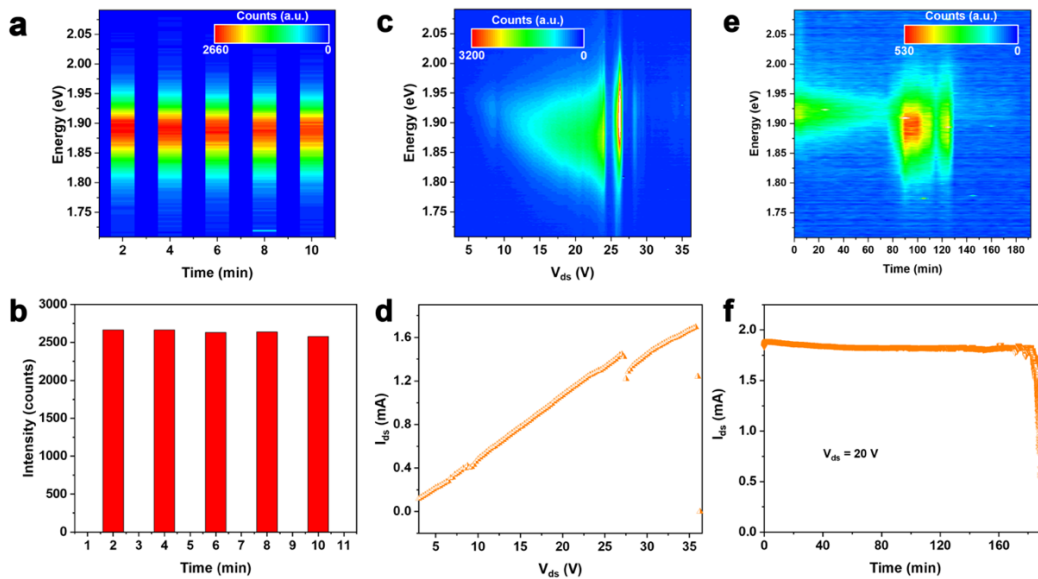 a
Counts (a.u.)
2660 0
2.05
2.00
1.95
1.90
1.85
1.80
1.75
Energy (eV)
2 4 6 8 10
Time (min)
c
Counts (a.u.)
3200 0
2.05
2.00
1.95
1.90
1.85
1.80
1.75
Energy (eV)
5 10 15 20 25 30 35
Vds (V)
e
Counts (a.u.)
530 0
2.05
2.00
1.95
1.90
1.85
1.80
1.75
Energy (eV)
0 20 40 60 80 100 120 140 160 180
Time (min)
b
3000
2500
2000
1500
1000
500
0
Intensity (counts)
1 2 3 4 5 6 7 8 9 10 11
Time (min)
d
1.6
1.2
0.8
0.4
0.0
Ids (mA)
5 10 15 20 25 30 35
Vds (V)
f
2.0
1.5
1.0
0.5
0.0
Ids (mA)
Vds = 20 V
0 40 80 120 160
Time (min)